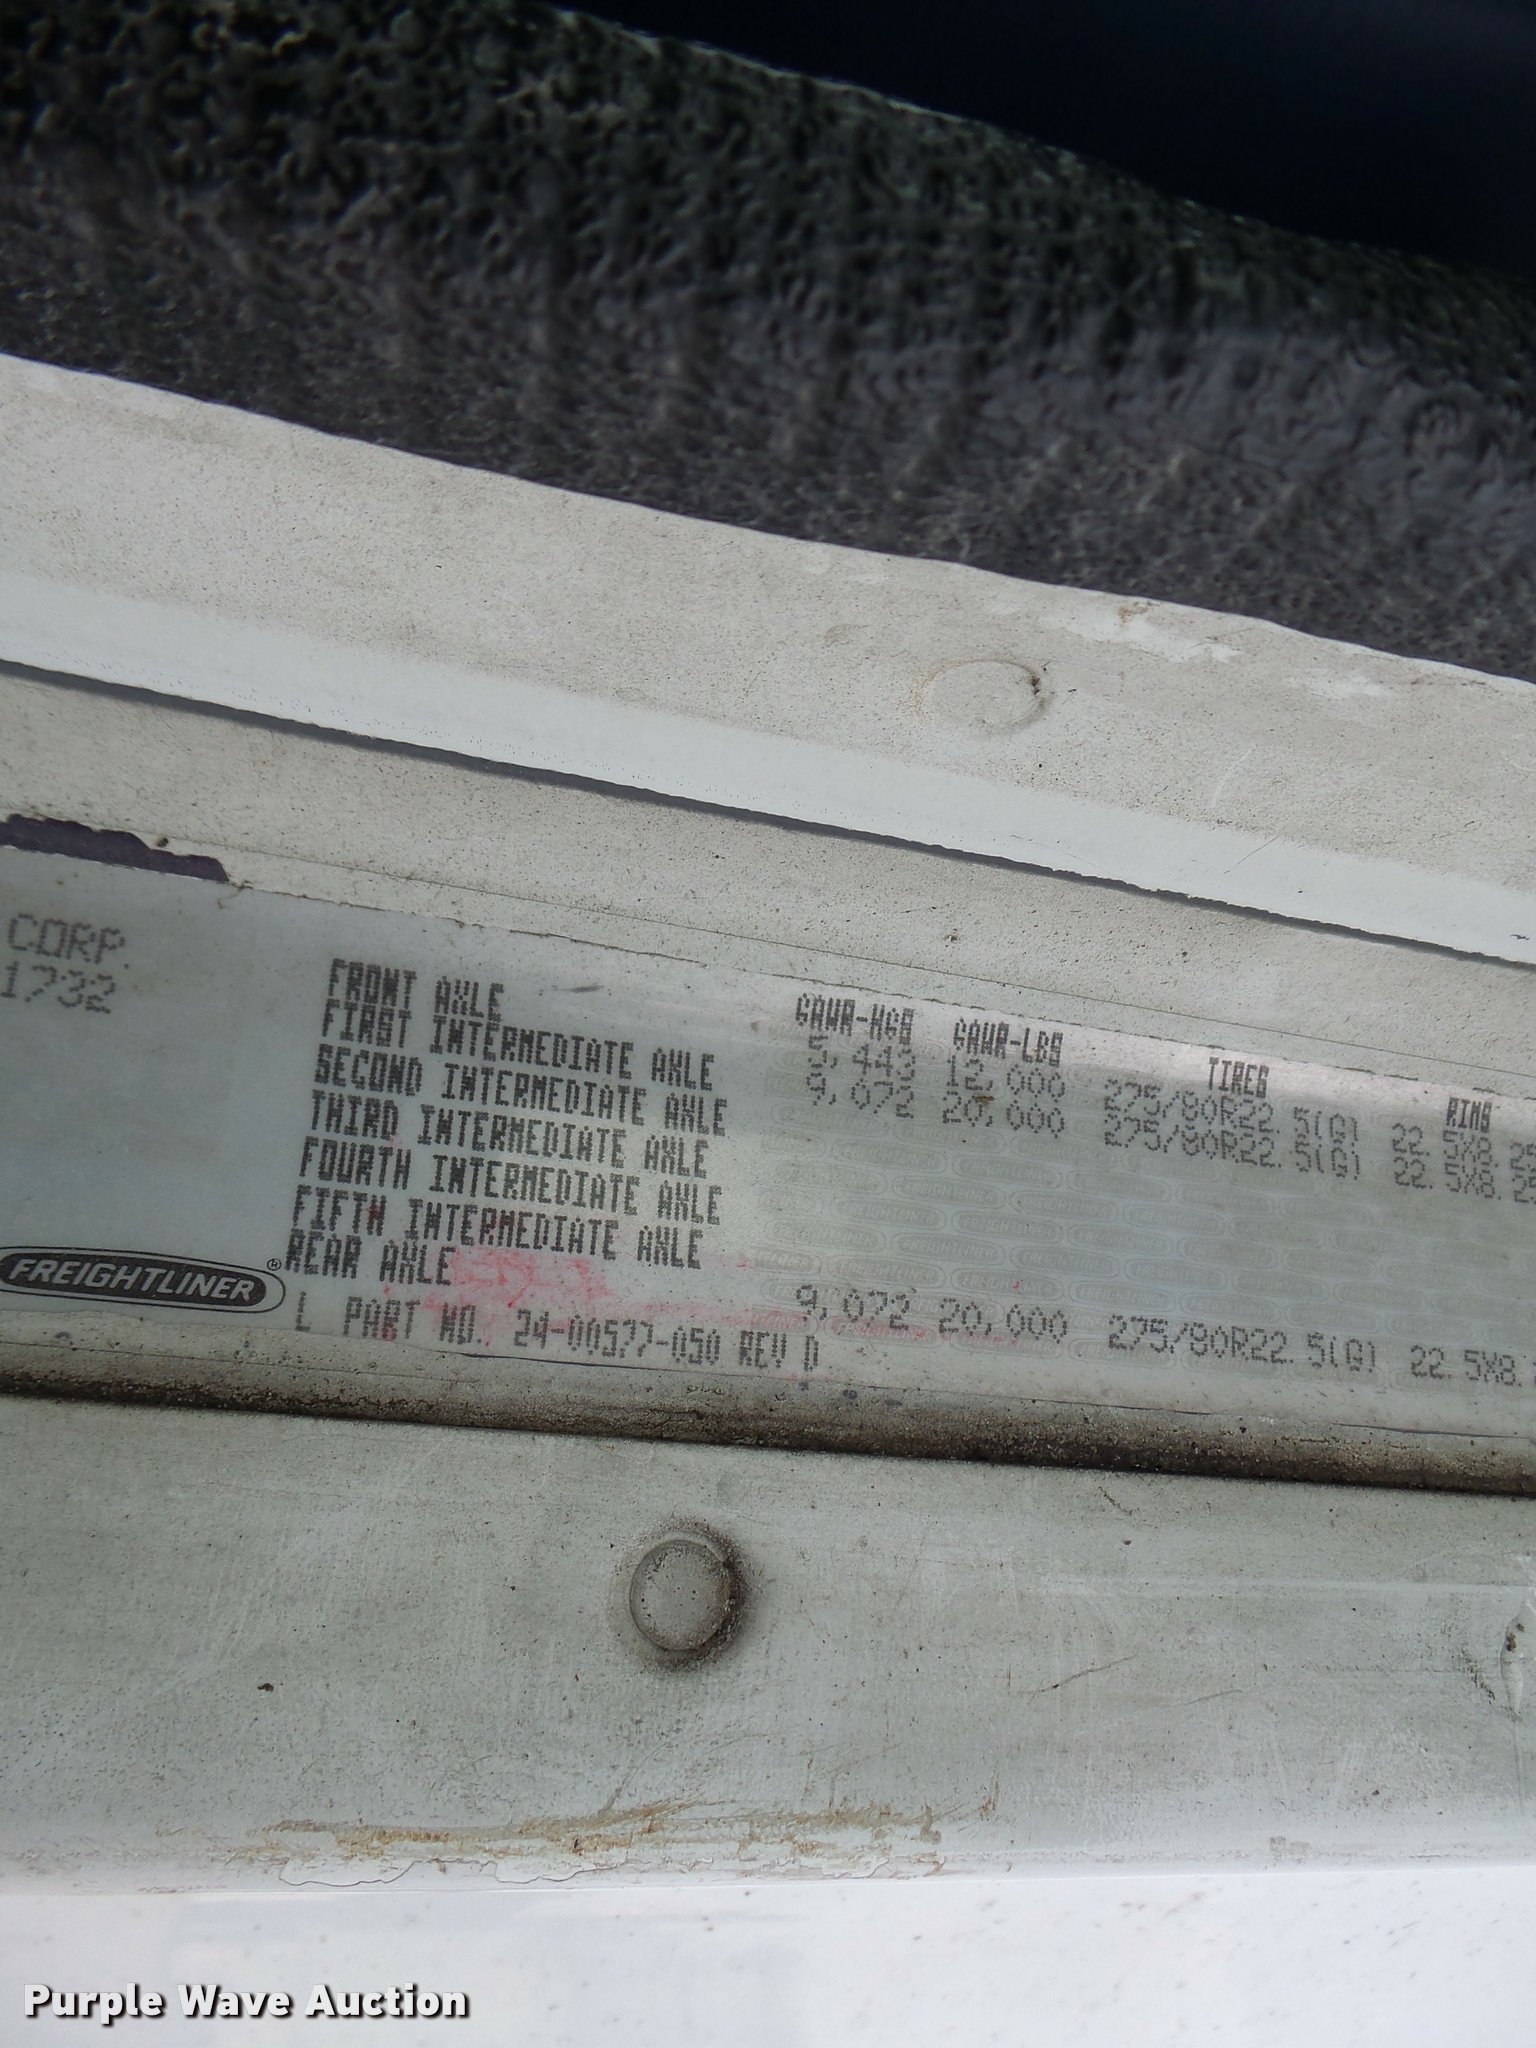 CORP.
1732
GAWR-KGS GAWR-LBS TIRES RIMS
FRONT AXLE 5,443 12,000 275/80R22.5(G) 22.5X8.25
FIRST INTERMEDIATE AXLE 9,072 20,000 275/80R22.5(G) 22.5X8.25
SECOND INTERMEDIATE AXLE
THIRD INTERMEDIATE AXLE
FOURTH INTERMEDIATE AXLE
FIFTH INTERMEDIATE AXLE
REAR AXLE 9,072 20,000 275/80R22.5(G) 22.5X8.
FREIGHTLINER®
L PART NO. 24-00577-050 REV D
Purple Wave Auction